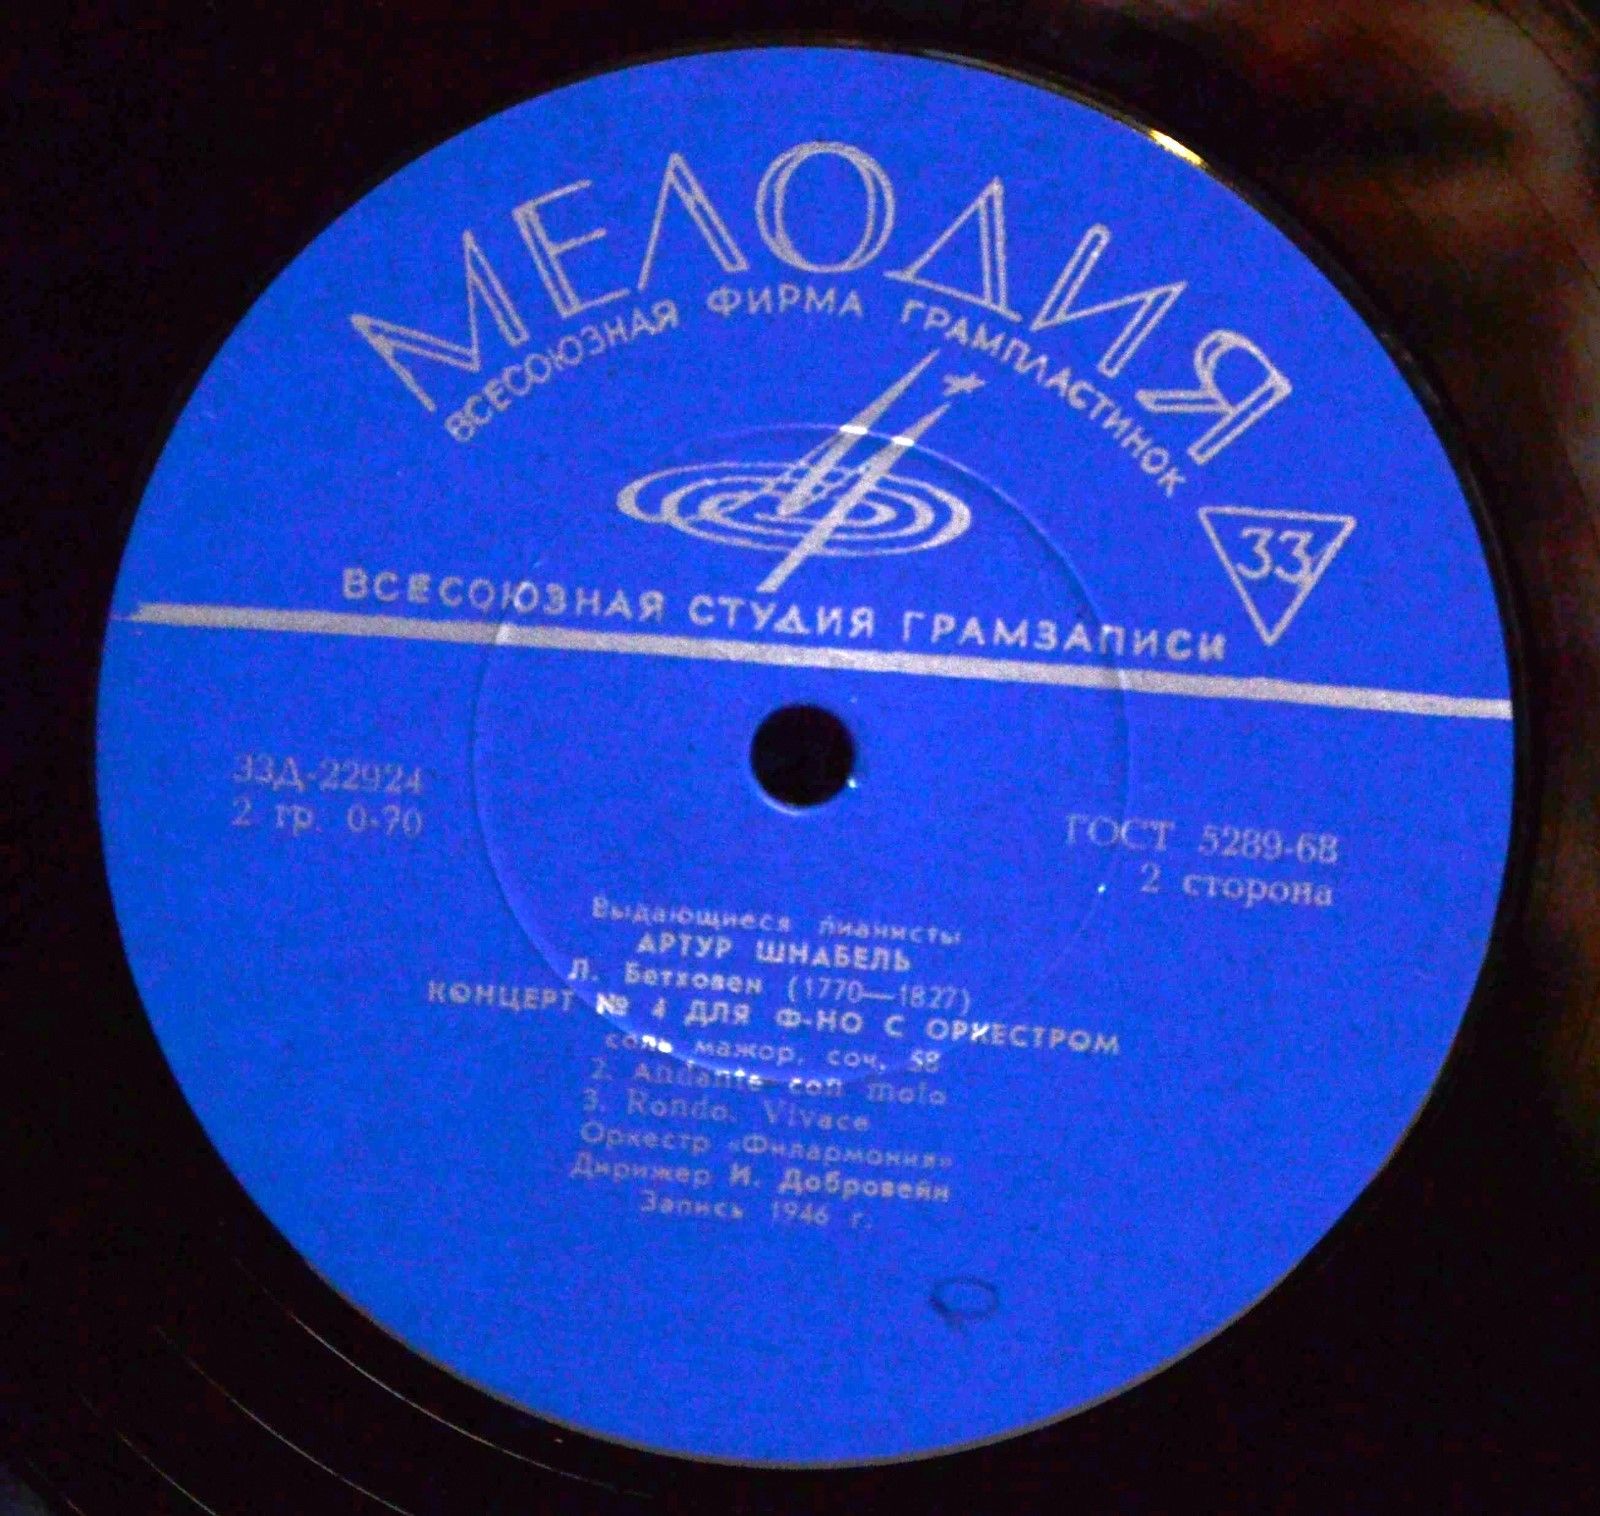 МЕЛОДИЯ
ВСЕСОЮЗНАЯ ФИРМА ГРАМПЛАСТИНОК
33
ВСЕСОЮЗНАЯ СТУДИЯ ГРАМЗАПИСИ
33Д-22924
2 гр. 0-70
ГОСТ 5289-68
2 сторона
Выдающиеся пианисты
АРТУР ШНАБЕЛЬ
Л. Бетховен (1770—1827)
КОНЦЕРТ № 4 ДЛЯ Ф-НО С ОРКЕСТРОМ
соль мажор, соч. 58
2. Andante con moto
3. Rondo. Vivace
Оркестр «Филармония»
Дирижер И. Добровейн
Запись 1946 г.